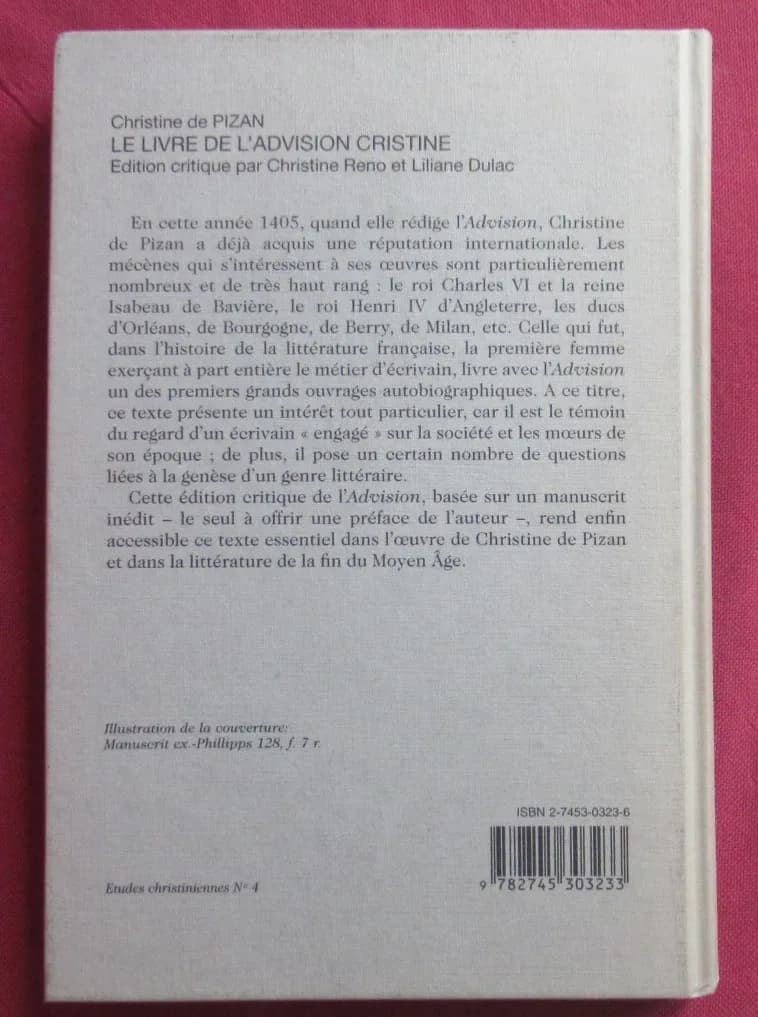 Christine de PIZAN
LE LIVRE DE L'ADVISION CRISTINE
Edition critique par Christine Reno et Liliane Dulac
En cette année 1405, quand elle rédige l'Advision, Christine
de Pizan a déjà acquis une réputation internationale. Les
mécènes qui s'intéressent à ses œuvres sont particulièrement
nombreux et de très haut rang : le roi Charles VI et la reine
Isabeau de Bavière, le roi Henri IV d'Angleterre, les ducs
d'Orléans, de Bourgogne, de Berry, de Milan, etc. Celle qui fut,
dans l'histoire de la littérature française, la première femme
exerçant à part entière le métier d'écrivain, livre avec l'Advision
un des premiers grands ouvrages autobiographiques. A ce titre,
ce texte présente un intérêt tout particulier, car il est le témoin
du regard d'un écrivain « engagé » sur la société et les mœurs de
son époque ; de plus, il pose un certain nombre de questions
liées à la genèse d'un genre littéraire.
Cette édition critique de l'Advision, basée sur un manuscrit
inédit – le seul à offrir une préface de l'auteur –, rend enfin
accessible ce texte essentiel dans l'œuvre de Christine de Pizan
et dans la littérature de la fin du Moyen Âge.
Illustration de la couverture:
Manuscrit ex.-Phillipps 128, f. 7 r.
ISBN 2-7453-0323-6
9 782745 303233
Etudes christiniennes N° 4